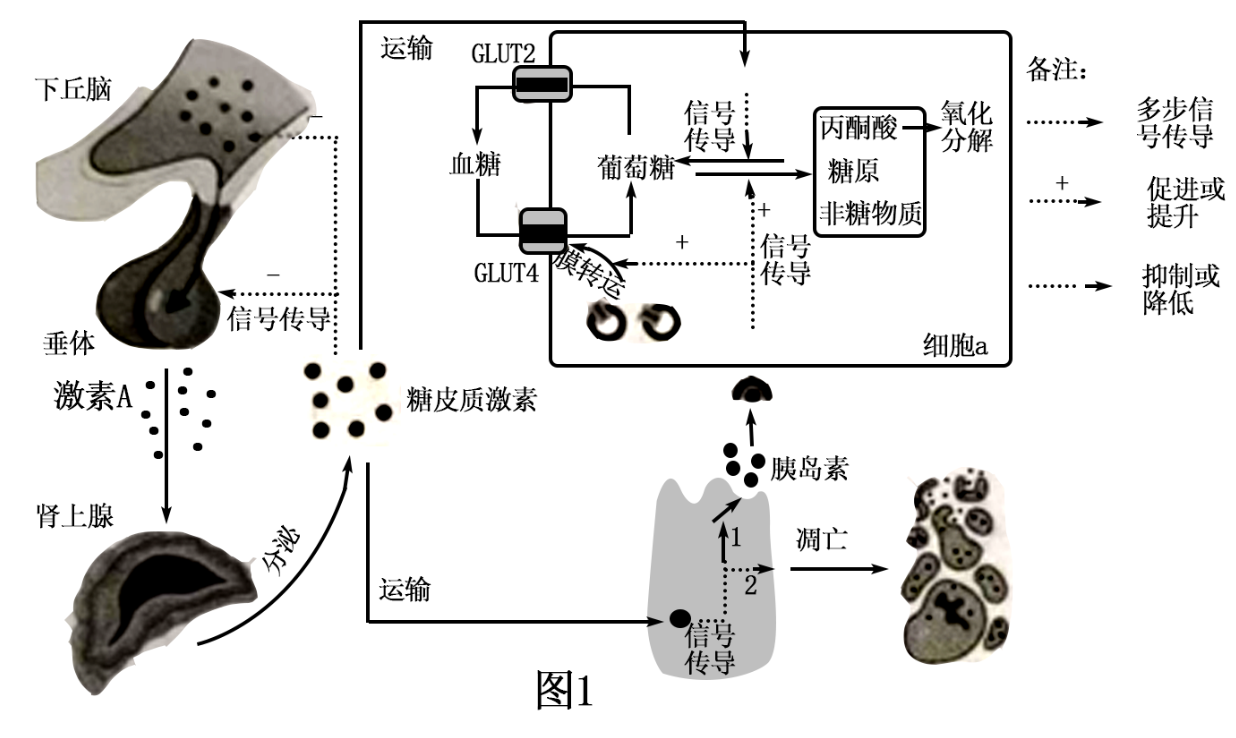 运输
GLUT2
下丘脑
备注：
−
信号
传导
丙酮酸
氧化
分解
多步信
号传导
血糖
葡萄糖
糖原
+
促进或
提升
非糖物质
+
+
信号
传导
GLUT4
膜转运
−
抑制或
降低
信号传导
垂体
细胞a
激素A
糖皮质激素
胰岛素
肾上腺
分泌
1
凋亡
2
运输
信号
传导
图1